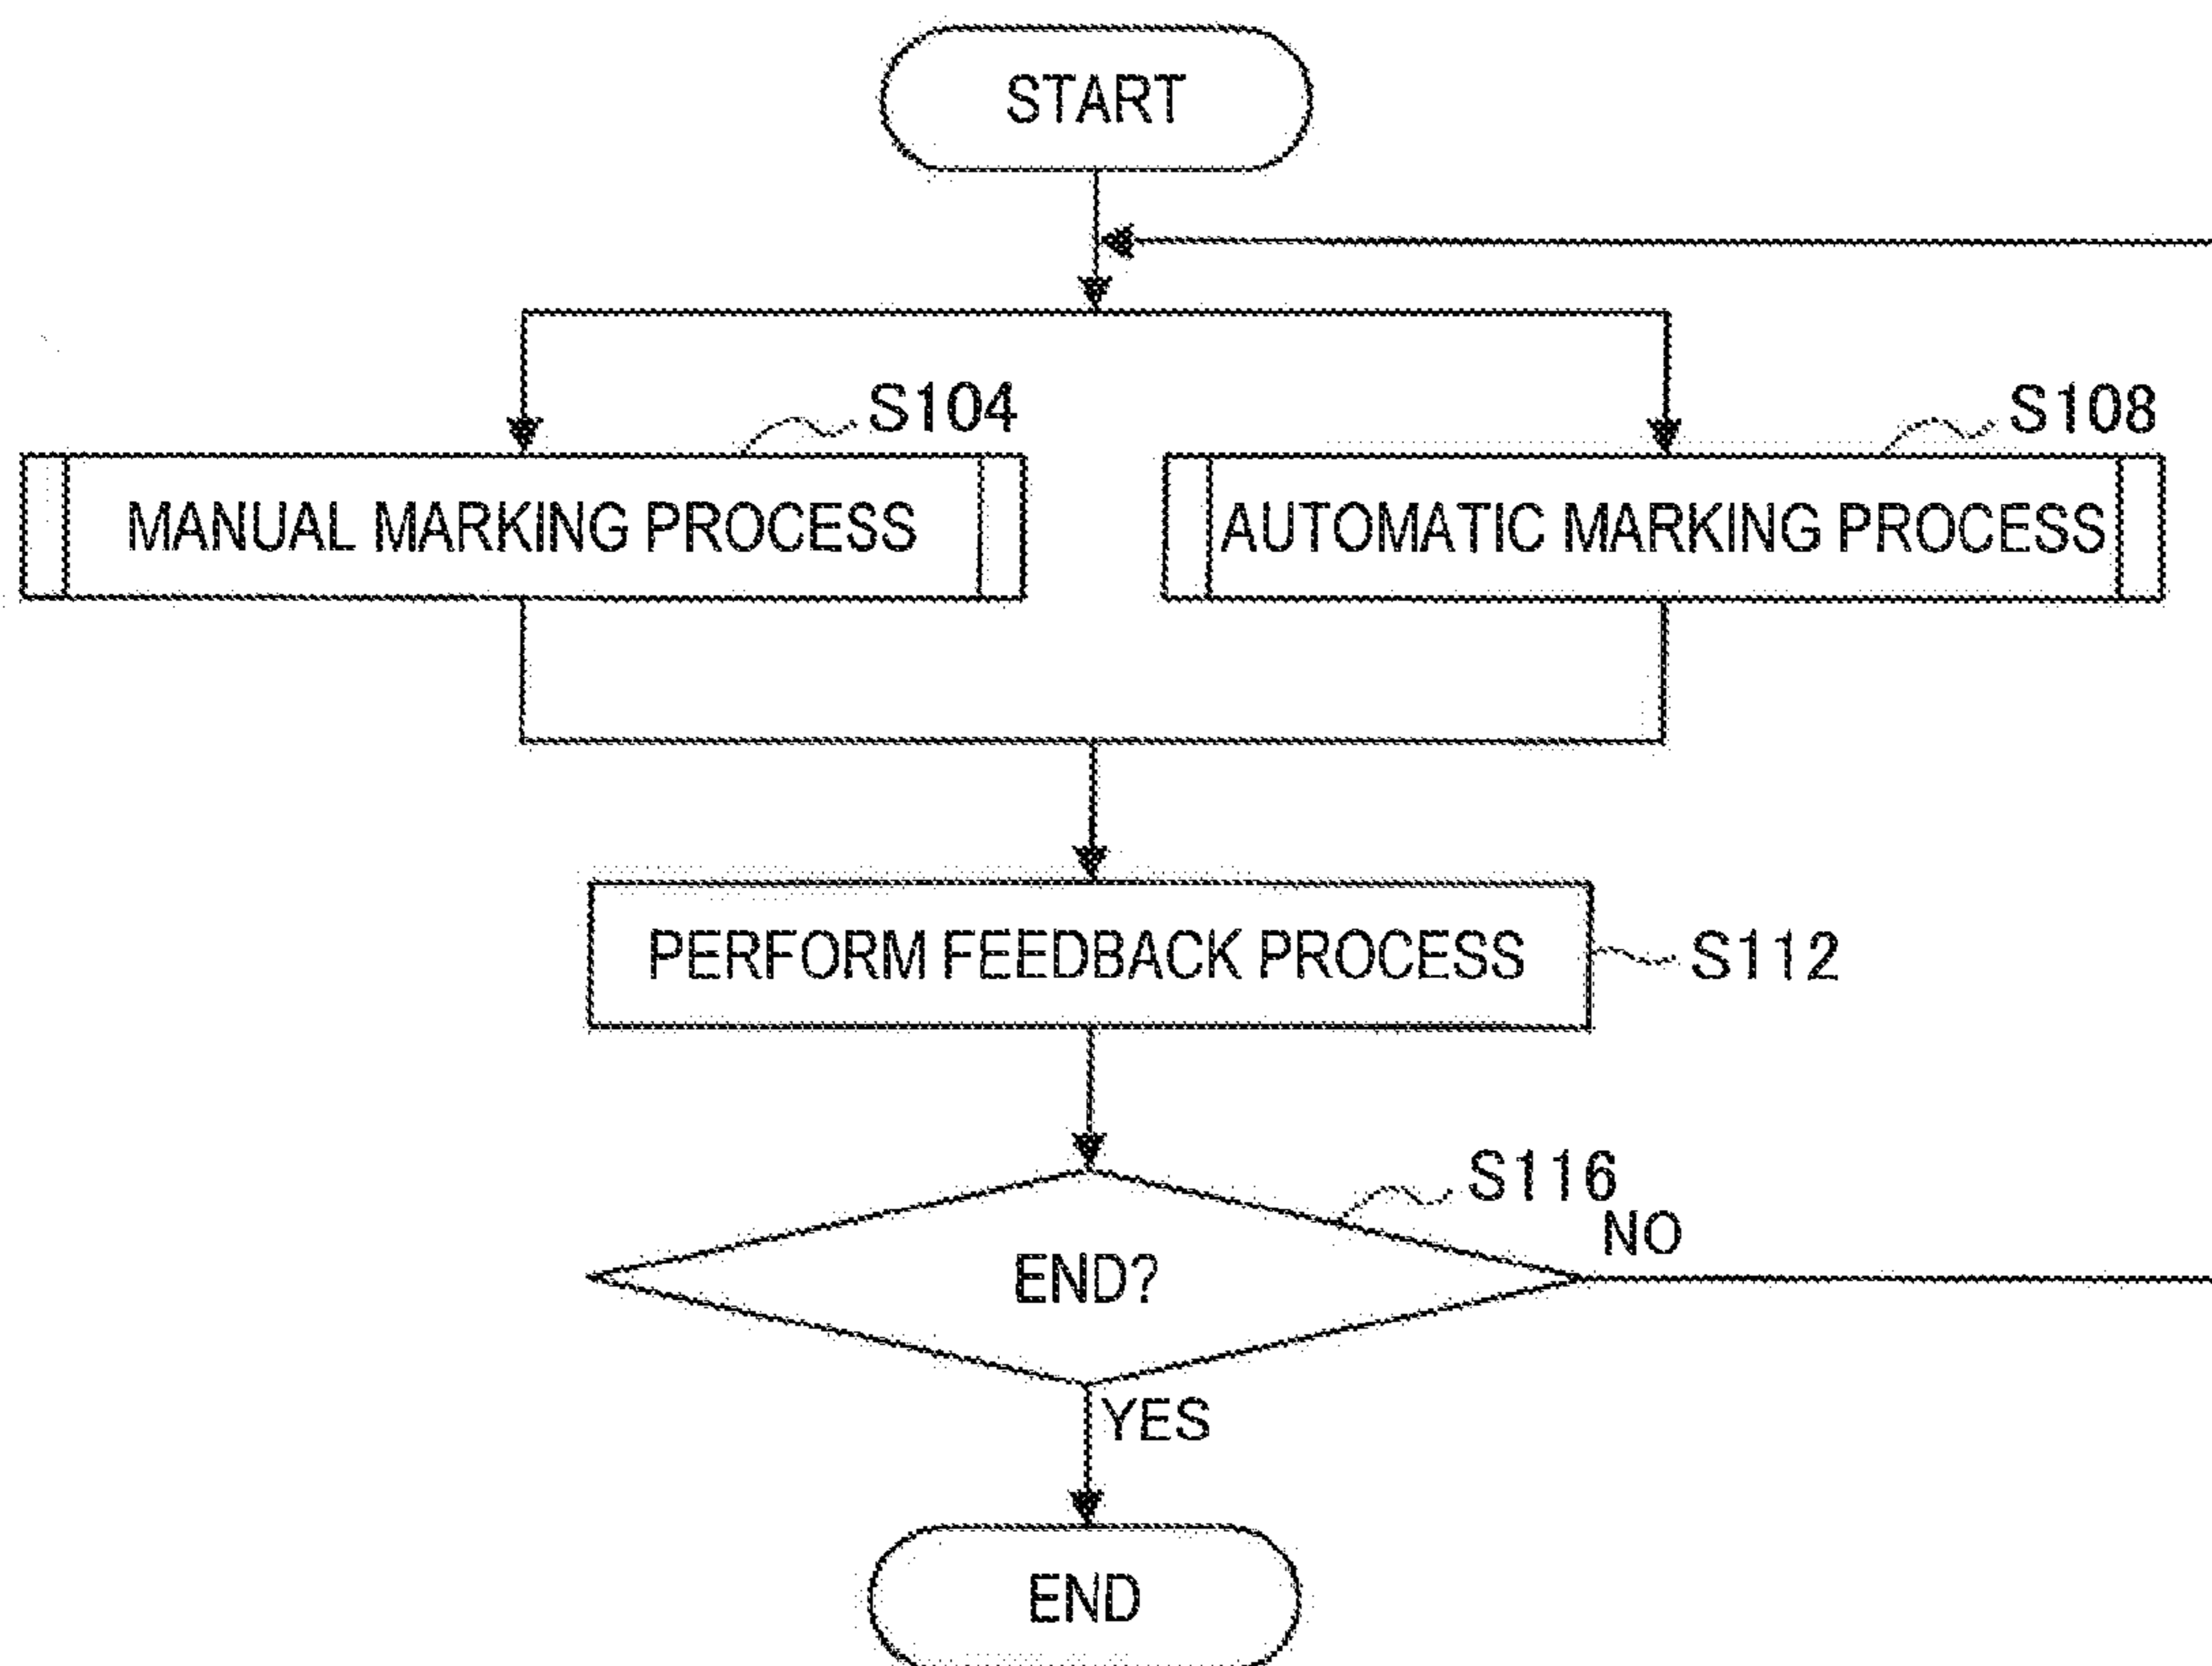 START
S104
S108
MANUAL MARKING PROCESS
AUTOMATIC MARKING PROCESS
PERFORM FEEDBACK PROCESS
S112
S116
NO
END?
YES
END